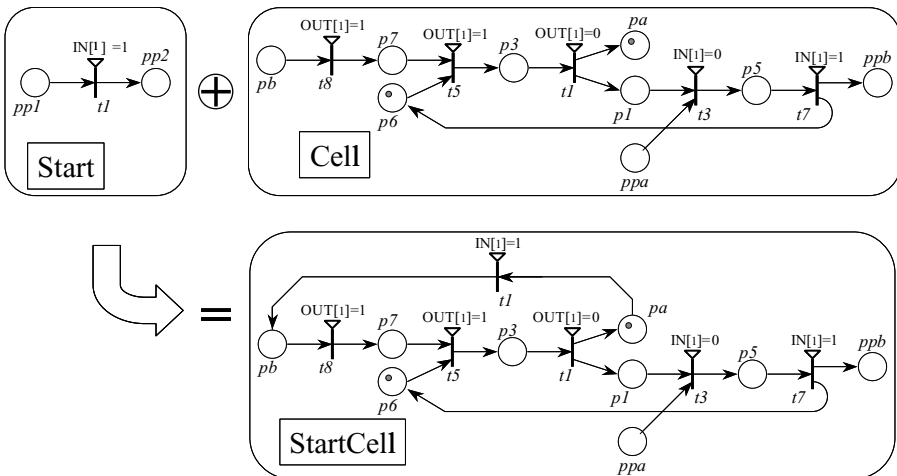 IN[1] =1
pp2
pp1
t1
Start
OUT[1]=1
p7
OUT[1]=1
p3
OUT[1]=0
pa
IN[1]=0
p5
IN[1]=1
ppb
pb
t8
p6
t5
t1
p1
t3
t7
ppa
Cell
IN[1]=1
t1
OUT[1]=1
p7
OUT[1]=1
p3
OUT[1]=0
pa
IN[1]=0
p5
IN[1]=1
ppb
pb
t8
p6
t5
t1
p1
t3
t7
ppa
StartCell
=